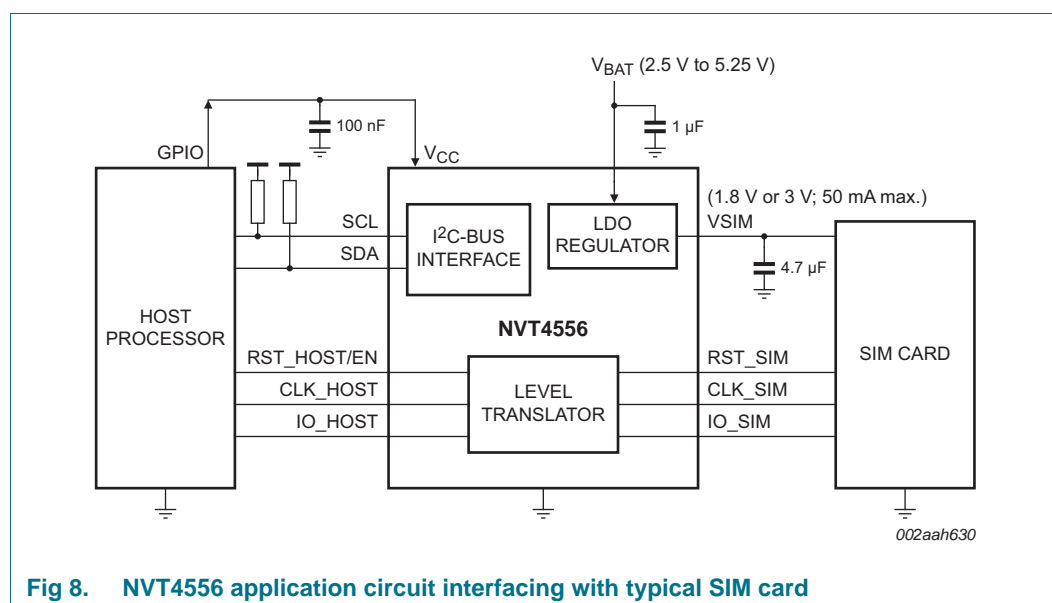 V_BAT (2.5 V to 5.25 V)
100 nF
1 µF
GPIO
V_CC
(1.8 V or 3 V; 50 mA max.)
SCL
SDA
I²C-BUS
INTERFACE
LDO
REGULATOR
VSIM
4.7 µF
HOST
PROCESSOR
NVT4556
SIM CARD
RST_HOST/EN
CLK_HOST
IO_HOST
LEVEL
TRANSLATOR
RST_SIM
CLK_SIM
IO_SIM
002aah630
Fig 8. NVT4556 application circuit interfacing with typical SIM card